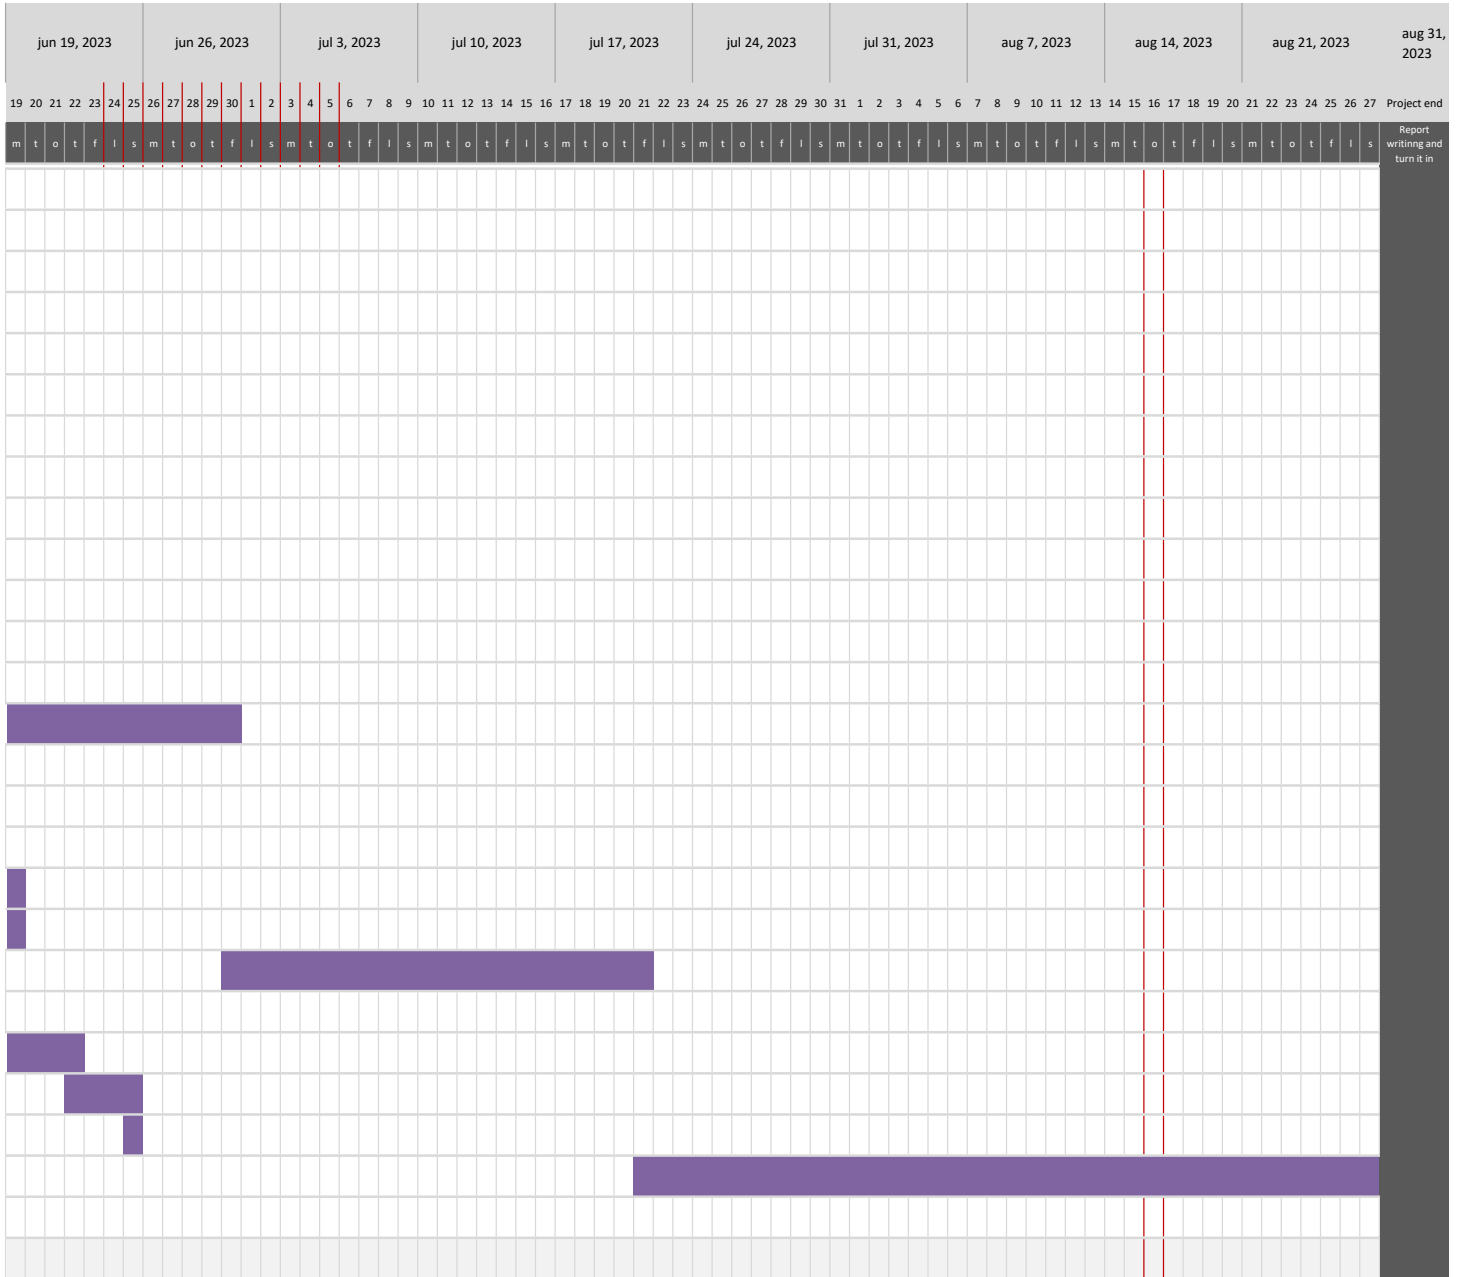 jun 19, 2023 jun 26, 2023 jul 3, 2023 jul 10, 2023 jul 17, 2023 jul 24, 2023 jul 31, 2023 aug 7, 2023 aug 14, 2023 aug 21, 2023 aug 31, 2023
19 20 21 22 23 24 25 26 27 28 29 30 1 2 3 4 5 6 7 8 9 10 11 12 13 14 15 16 17 18 19 20 21 22 23 24 25 26 27 28 29 30 31 1 2 3 4 5 6 7 8 9 10 11 12 13 14 15 16 17 18 19 20 21 22 23 24 25 26 27 Project end
m t o t f l s m t o t f l s m t o t f l s m t o t f l s m t o t f l s m t o t f l s m t o t f l s m t o t f l s m t o t f l s m t o t f l s
Report
writinng and
turn it in